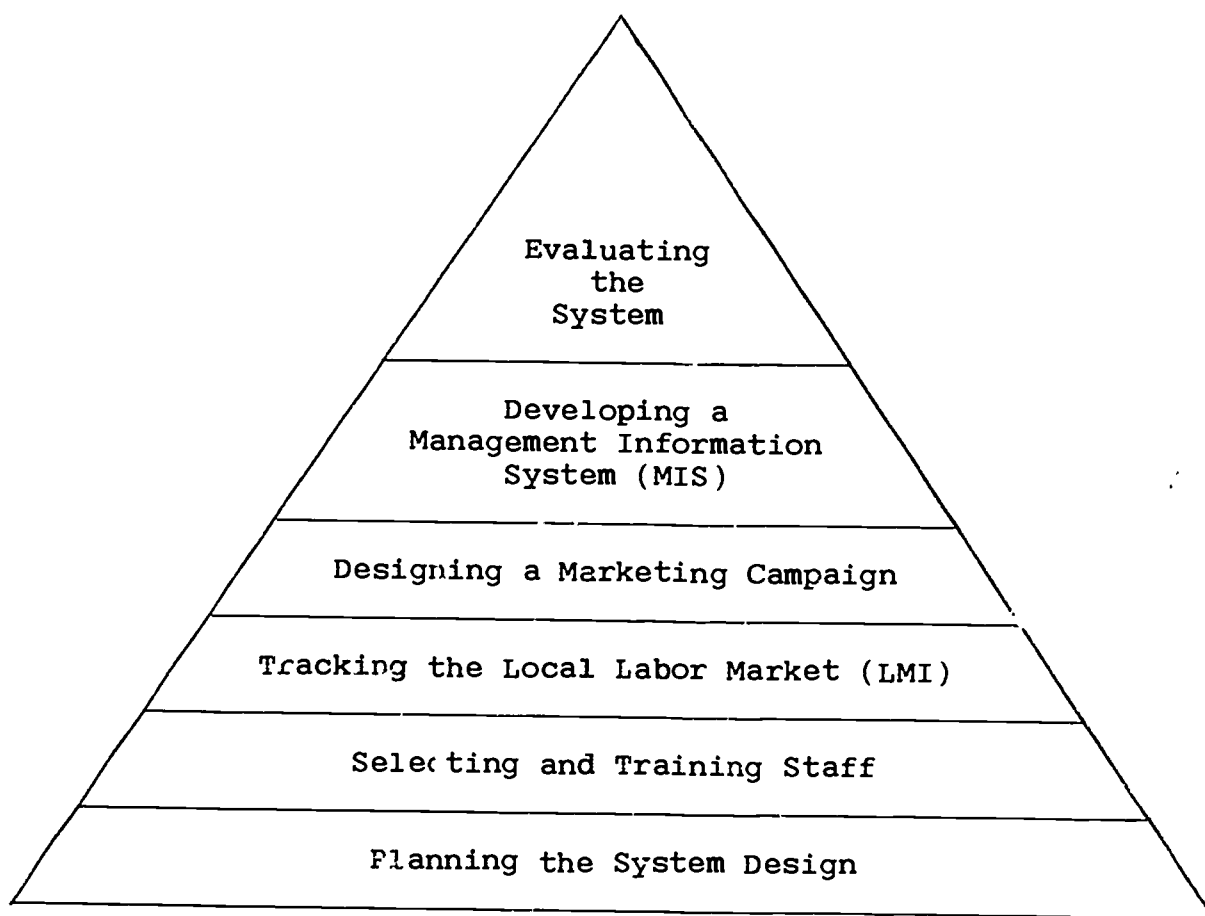 Evaluating
the
System
Developing a
Management Information
System (MIS)
Designing a Marketing Campaign
Tracking the Local Labor Market (LMI)
Selecting and Training Staff
Planning the System Design